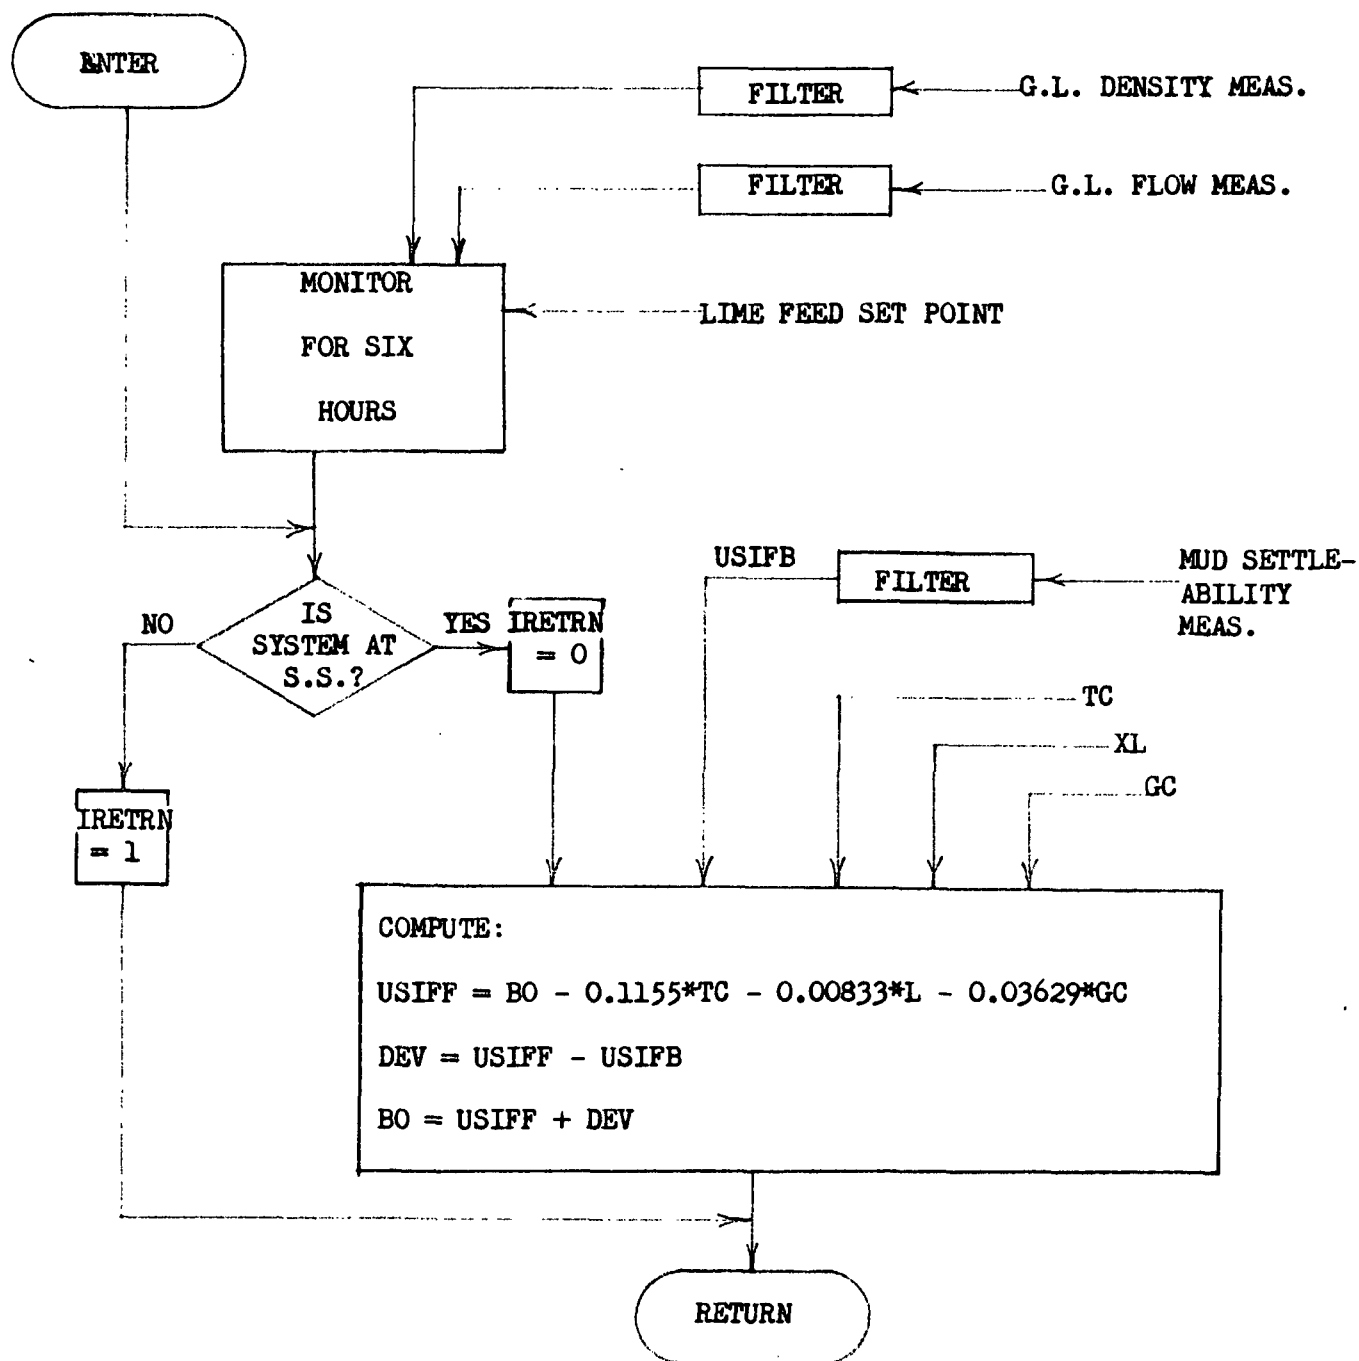 ENTER
FILTER
G.L. DENSITY MEAS.
FILTER
G.L. FLOW MEAS.
MONITOR
FOR SIX
HOURS
LIME FEED SET POINT
USIFB
FILTER
MUD SETTLE-
ABILITY
MEAS.
NO
IS
SYSTEM AT
S.S.?
YES
IRETRN
= 0
TC
XL
GC
IRETRN
= 1
COMPUTE:
USIFF = BO - 0.1155*TC - 0.00833*L - 0.03629*GC
DEV = USIFF - USIFB
BO = USIFF + DEV
RETURN